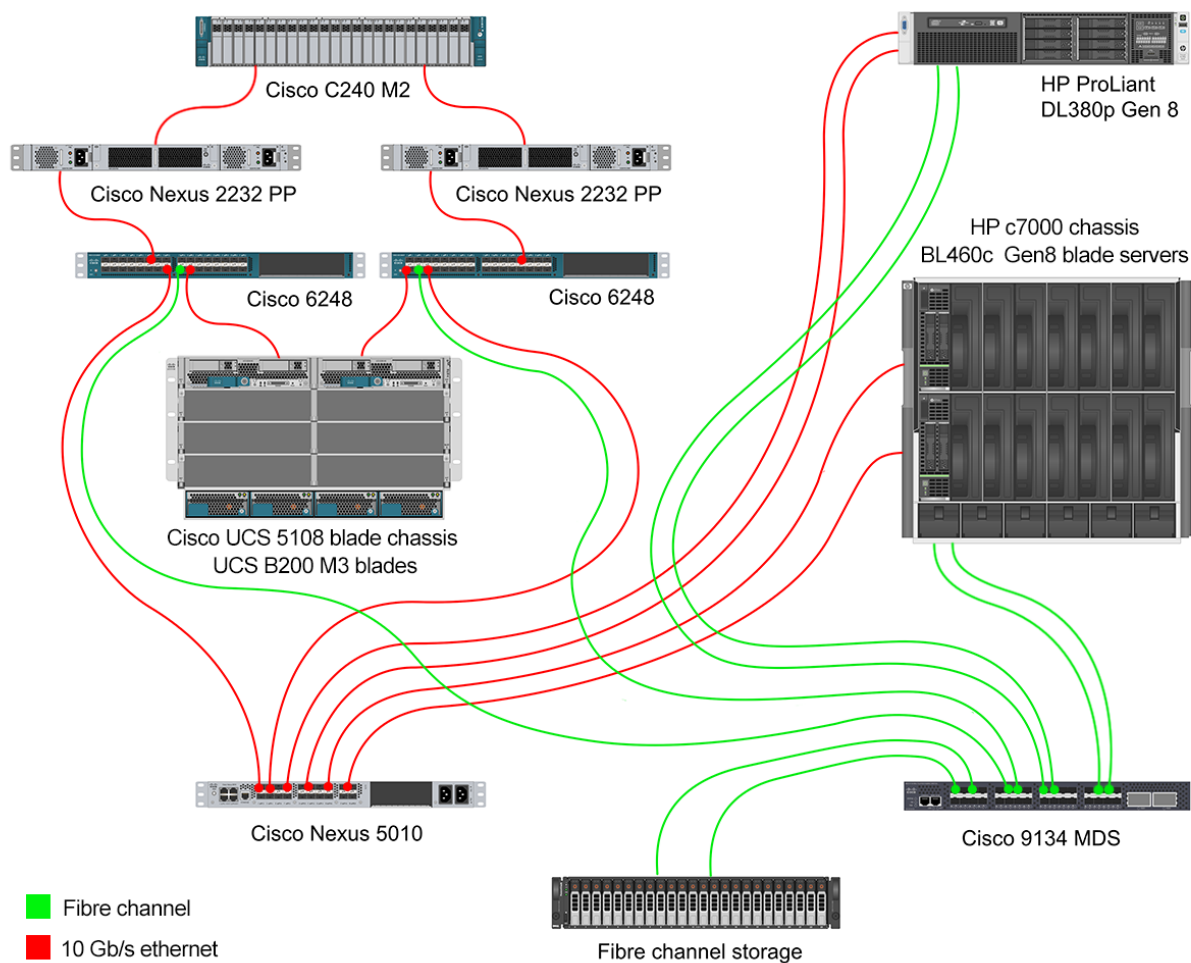 Cisco C240 M2
HP ProLiant
DL380p Gen 8
Cisco Nexus 2232 PP
Cisco Nexus 2232 PP
HP c7000 chassis
BL460c Gen8 blade servers
Cisco 6248
Cisco 6248
Cisco UCS 5108 blade chassis
UCS B200 M3 blades
Cisco Nexus 5010
Cisco 9134 MDS
Fibre channel
10 Gb/s ethernet
Fibre channel storage